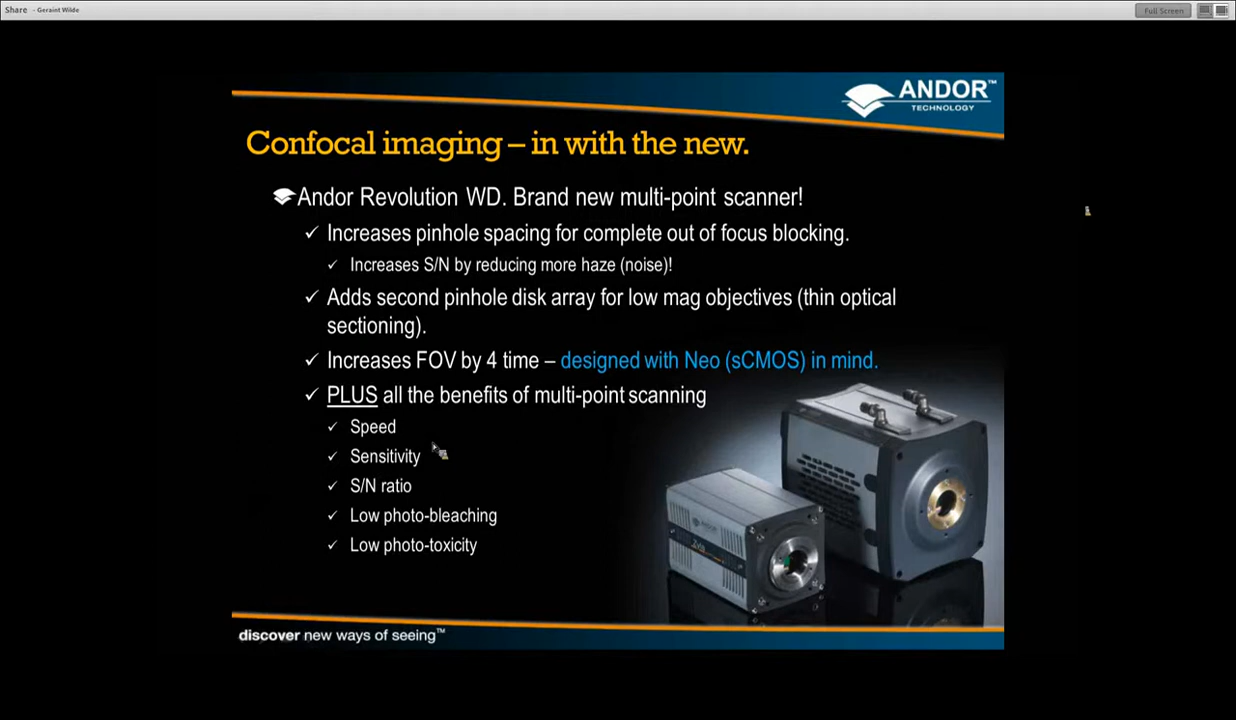 Share - Geraint Wilde
Full Screen
ANDOR™
TECHNOLOGY
Confocal imaging – in with the new.
Andor Revolution WD. Brand new multi-point scanner!
✓ Increases pinhole spacing for complete out of focus blocking.
✓ Increases S/N by reducing more haze (noise)!
✓ Adds second pinhole disk array for low mag objectives (thin optical
sectioning).
✓ Increases FOV by 4 time – designed with Neo (sCMOS) in mind.
✓ PLUS all the benefits of multi-point scanning
✓ Speed
✓ Sensitivity
✓ S/N ratio
✓ Low photo-bleaching
✓ Low photo-toxicity
ANDOR
discover new ways of seeing™